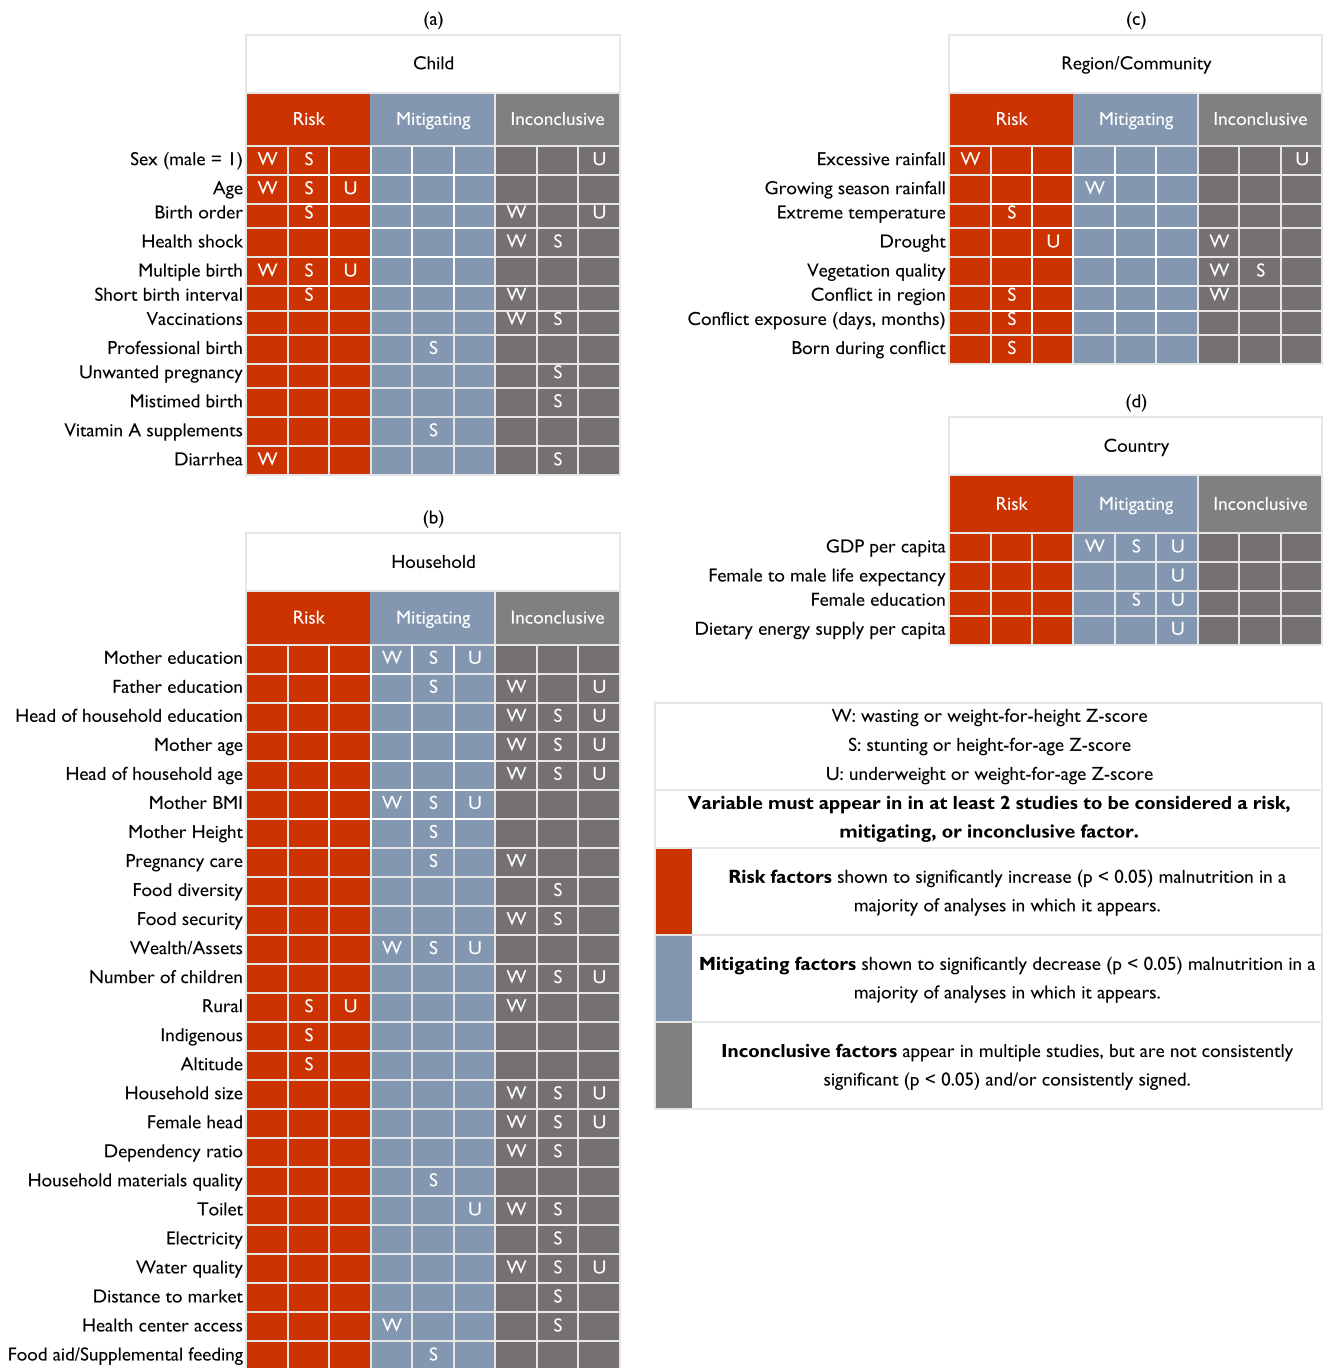 (a)
Child
Risk Mitigating Inconclusive
Sex (male = 1) W S U
Age W S U
Birth order S W U
Health shock W S
Multiple birth W S U
Short birth interval S W
Vaccinations W S
Professional birth S
Unwanted pregnancy S
Mistimed birth S
Vitamin A supplements S
Diarrhea W S
(b)
Household
Risk Mitigating Inconclusive
Mother education W S U
Father education S W U
Head of household education W S U
Mother age W S U
Head of household age W S U
Mother BMI W S U
Mother Height S
Pregnancy care S W
Food diversity S
Food security W S
Wealth/Assets W S U
Number of children W S U
Rural S U W
Indigenous S
Altitude S
Household size W S U
Female head W S U
Dependency ratio W S
Household materials quality S
Toilet U W S
Electricity S
Water quality W S U
Distance to market S
Health center access W S
Food aid/Supplemental feeding S
(c)
Region/Community
Risk Mitigating Inconclusive
Excessive rainfall W U
Growing season rainfall W
Extreme temperature S
Drought U W
Vegetation quality W S
Conflict in region S W
Conflict exposure (days, months) S
Born during conflict S
(d)
Country
Risk Mitigating Inconclusive
GDP per capita W S U
Female to male life expectancy U
Female education S U
Dietary energy supply per capita U
W: wasting or weight-for-height Z-score
S: stunting or height-for-age Z-score
U: underweight or weight-for-age Z-score
Variable must appear in in at least 2 studies to be considered a risk,
mitigating, or inconclusive factor.
Risk factors shown to significantly increase (p < 0.05) malnutrition in a
majority of analyses in which it appears.
Mitigating factors shown to significantly decrease (p < 0.05) malnutrition in a
majority of analyses in which it appears.
Inconclusive factors appear in multiple studies, but are not consistently
significant (p < 0.05) and/or consistently signed.